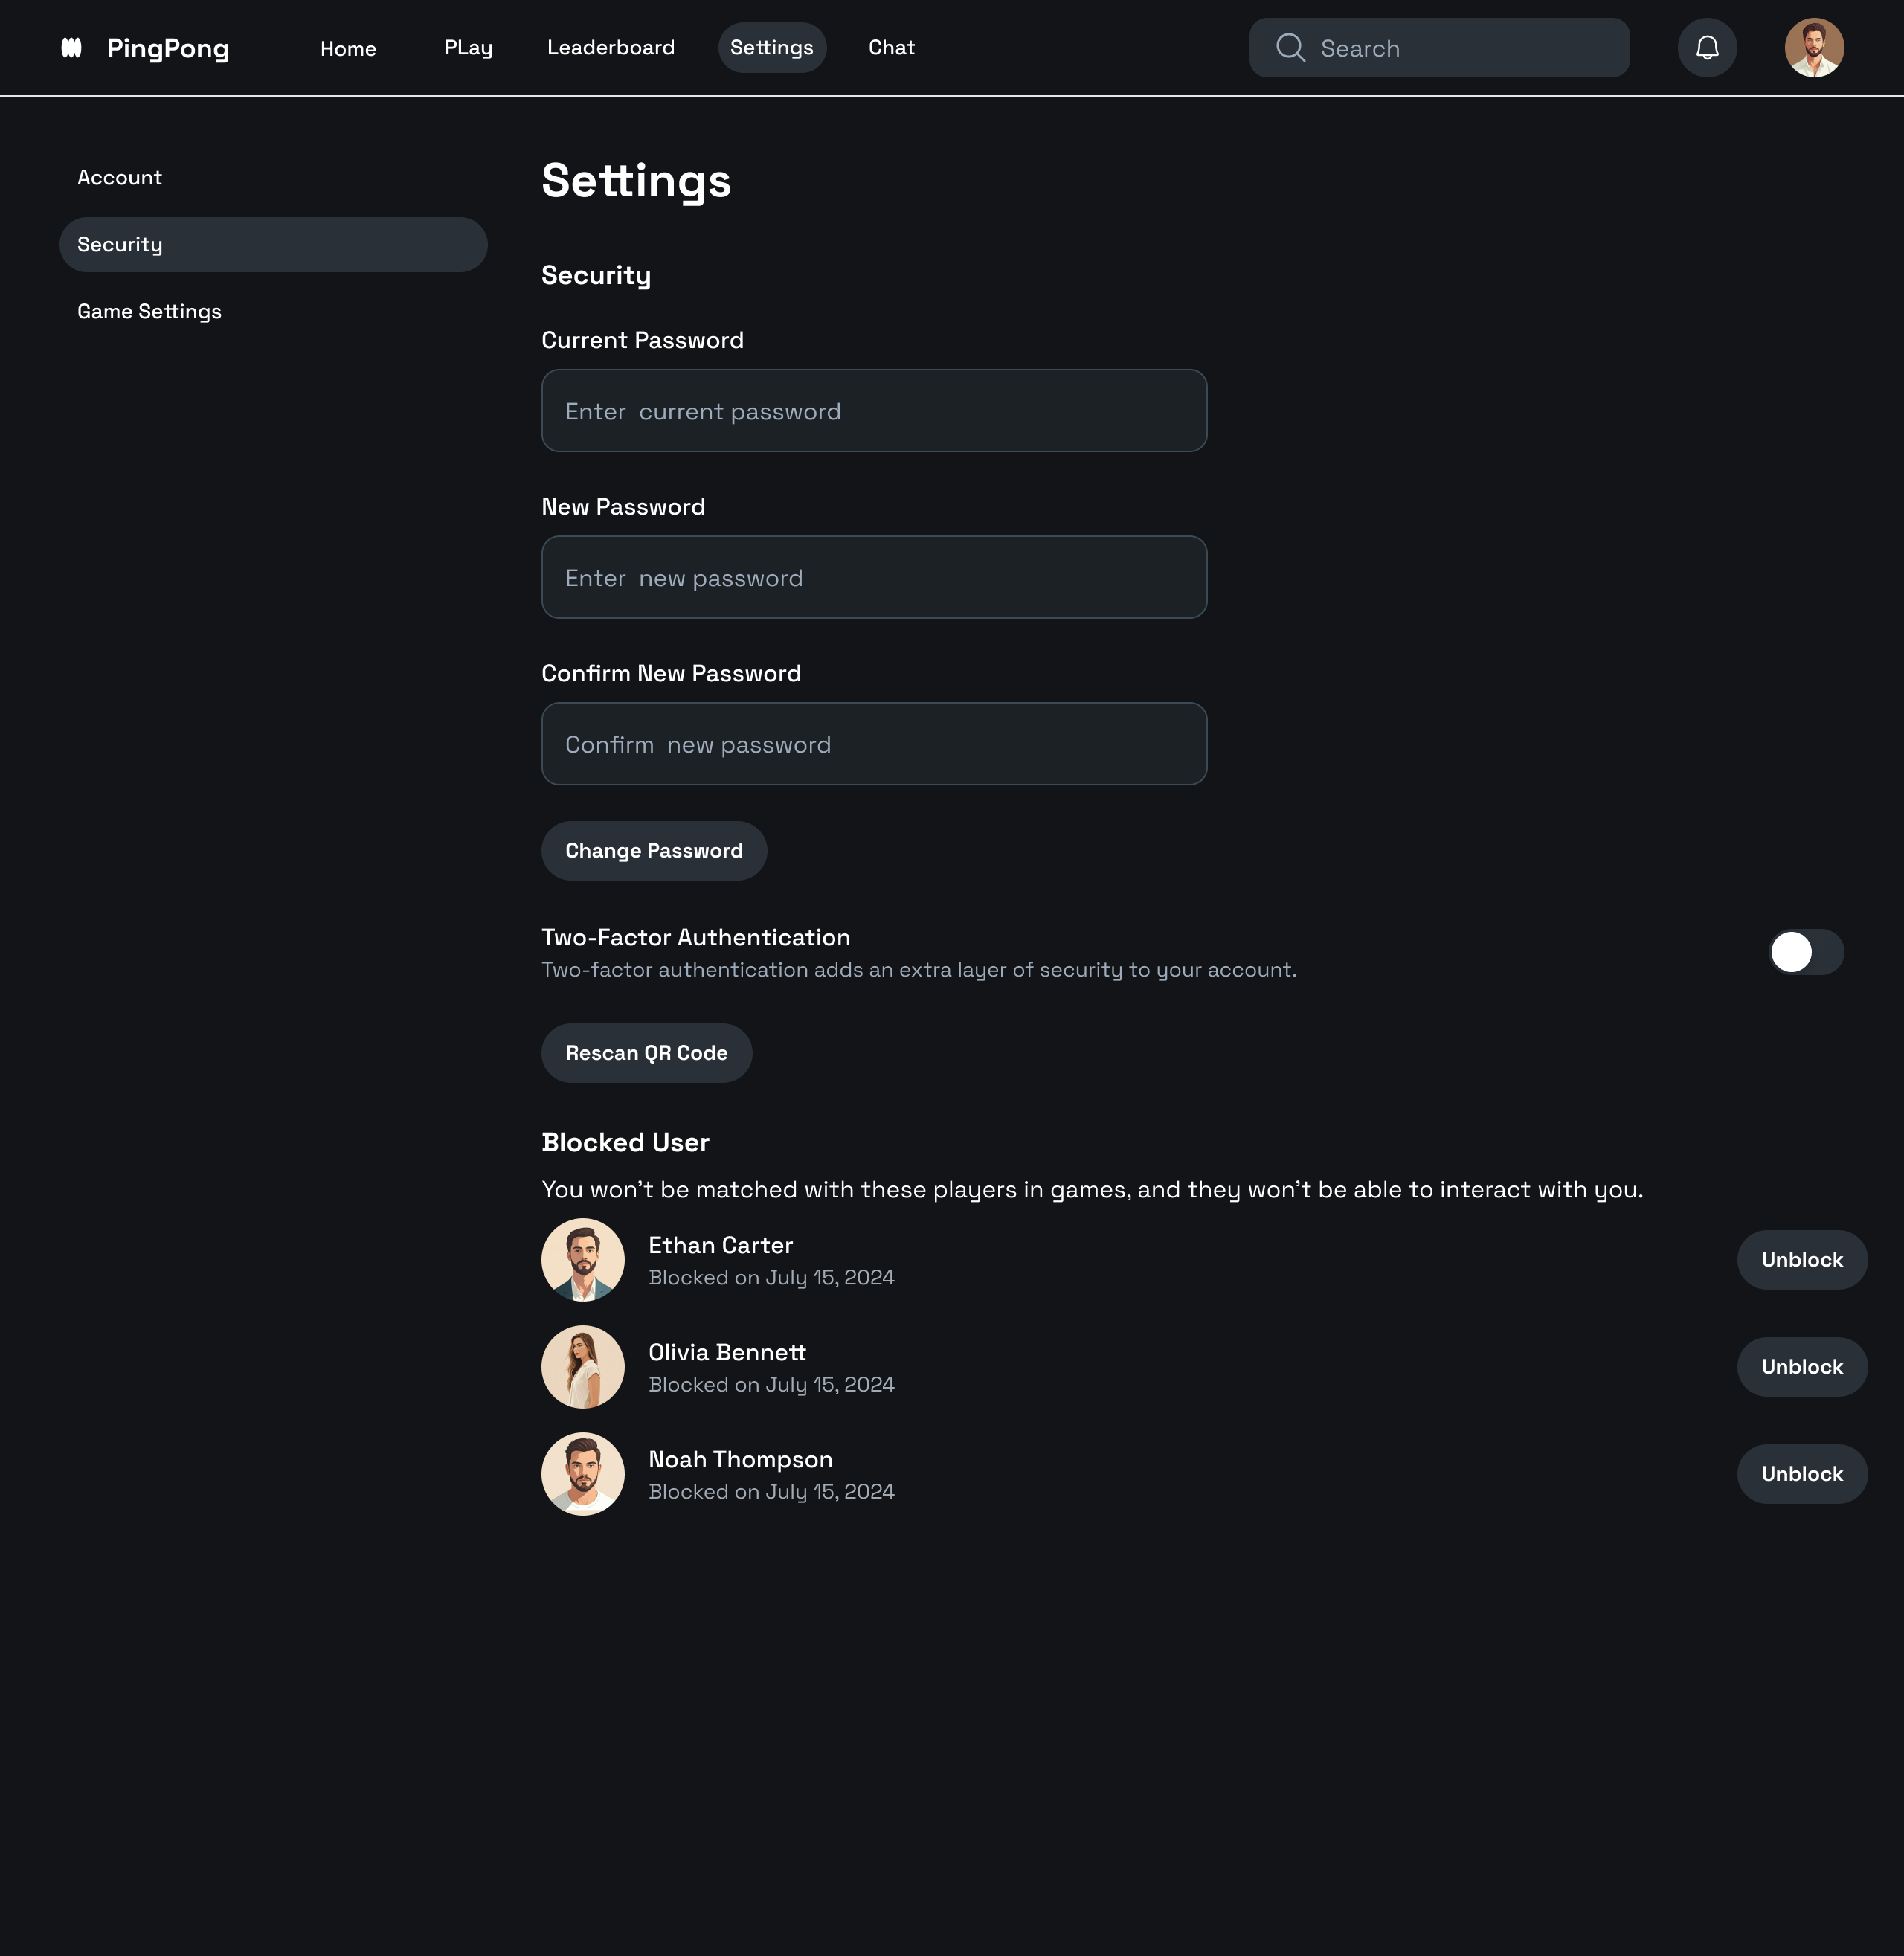 PingPong
Home
PLay
Leaderboard
Settings
Chat
Search
Account
Security
Game Settings
Settings
Security
Current Password
Enter  current password
New Password
Enter  new password
Confirm New Password
Confirm  new password
Change Password
Two-Factor Authentication
Two-factor authentication adds an extra layer of security to your account.
Rescan QR Code
Blocked User
You won’t be matched with these players in games, and they won’t be able to interact with you.
Ethan Carter
Blocked on July 15, 2024
Unblock
Olivia Bennett
Blocked on July 15, 2024
Unblock
Noah Thompson
Blocked on July 15, 2024
Unblock